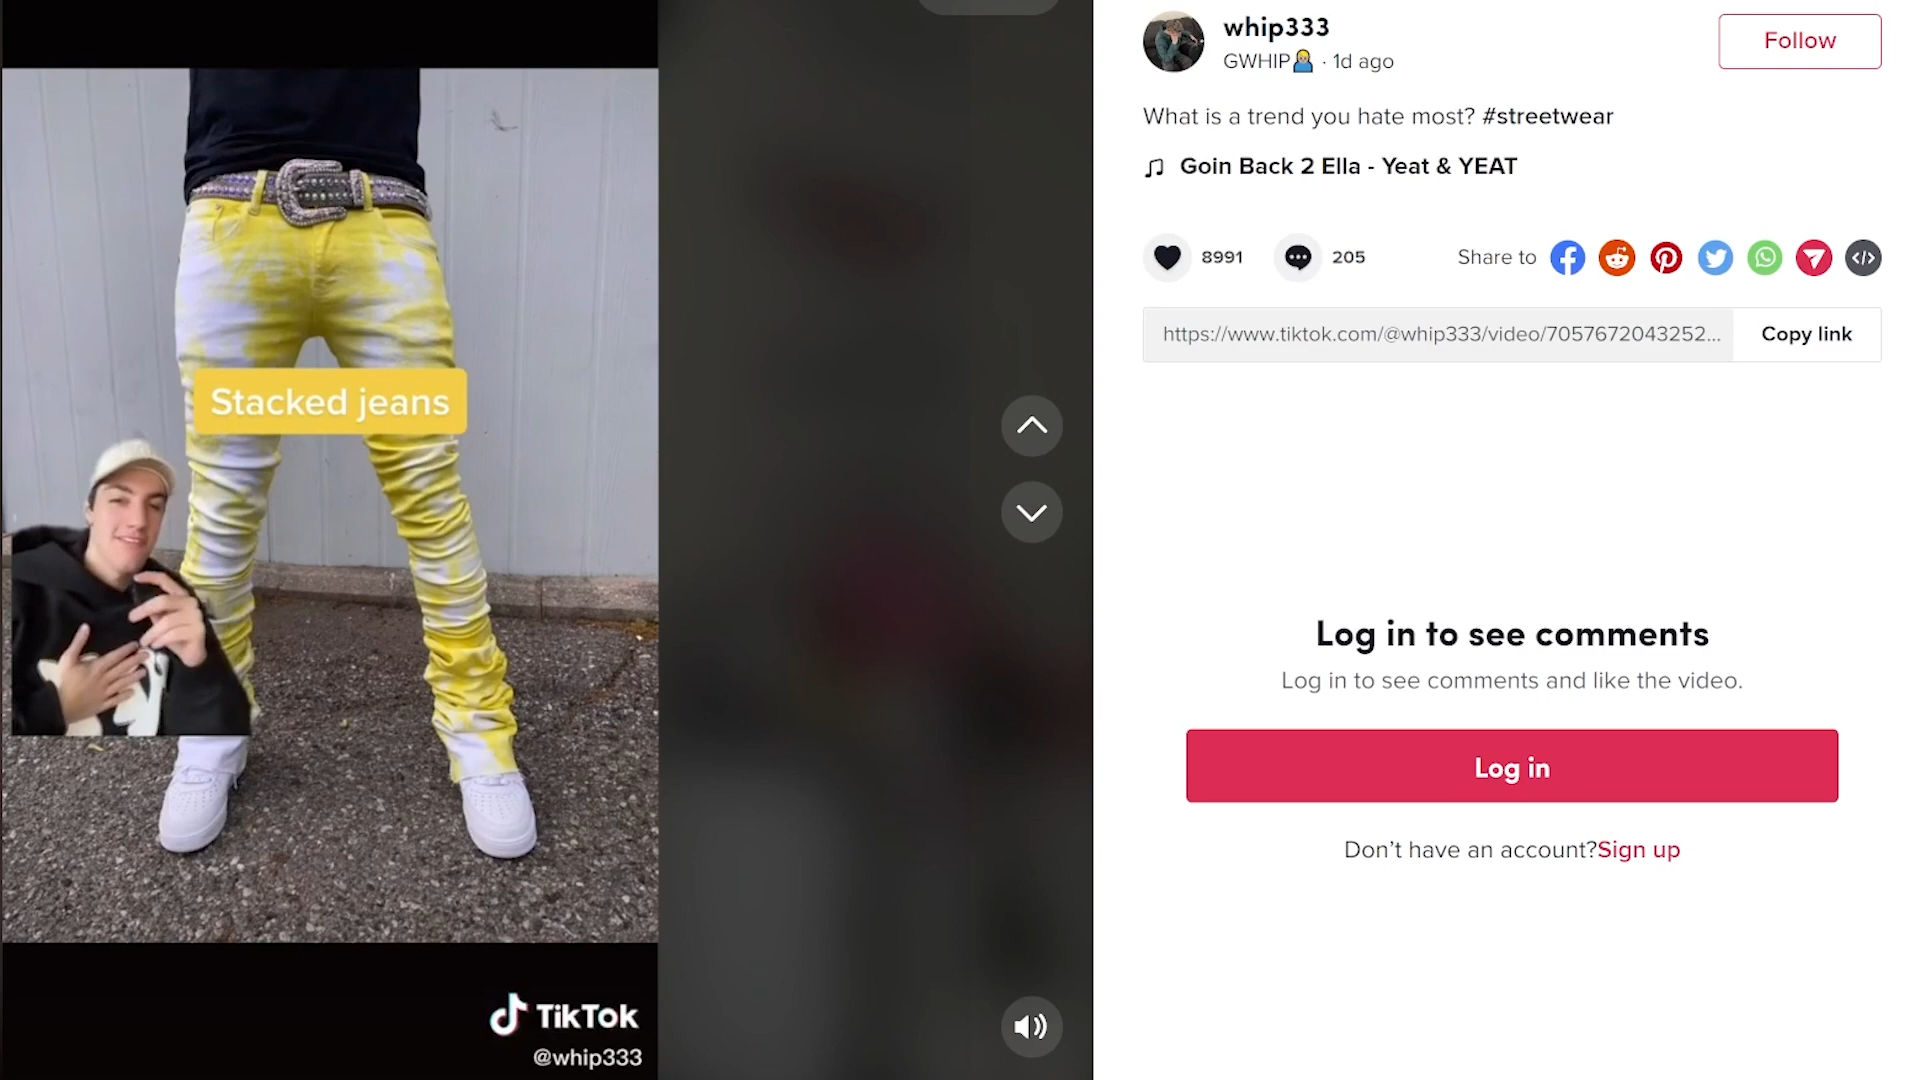 Stacked jeans
TikTok
@whip333
whip333
GWHIP · 1d ago
Follow
What is a trend you hate most? #streetwear
Goin Back 2 Ella - Yeat & YEAT
8991
205
Share to
https://www.tiktok.com/@whip333/video/7057672043252...
Copy link
Log in to see comments
Log in to see comments and like the video.
Log in
Don’t have an account?Sign up